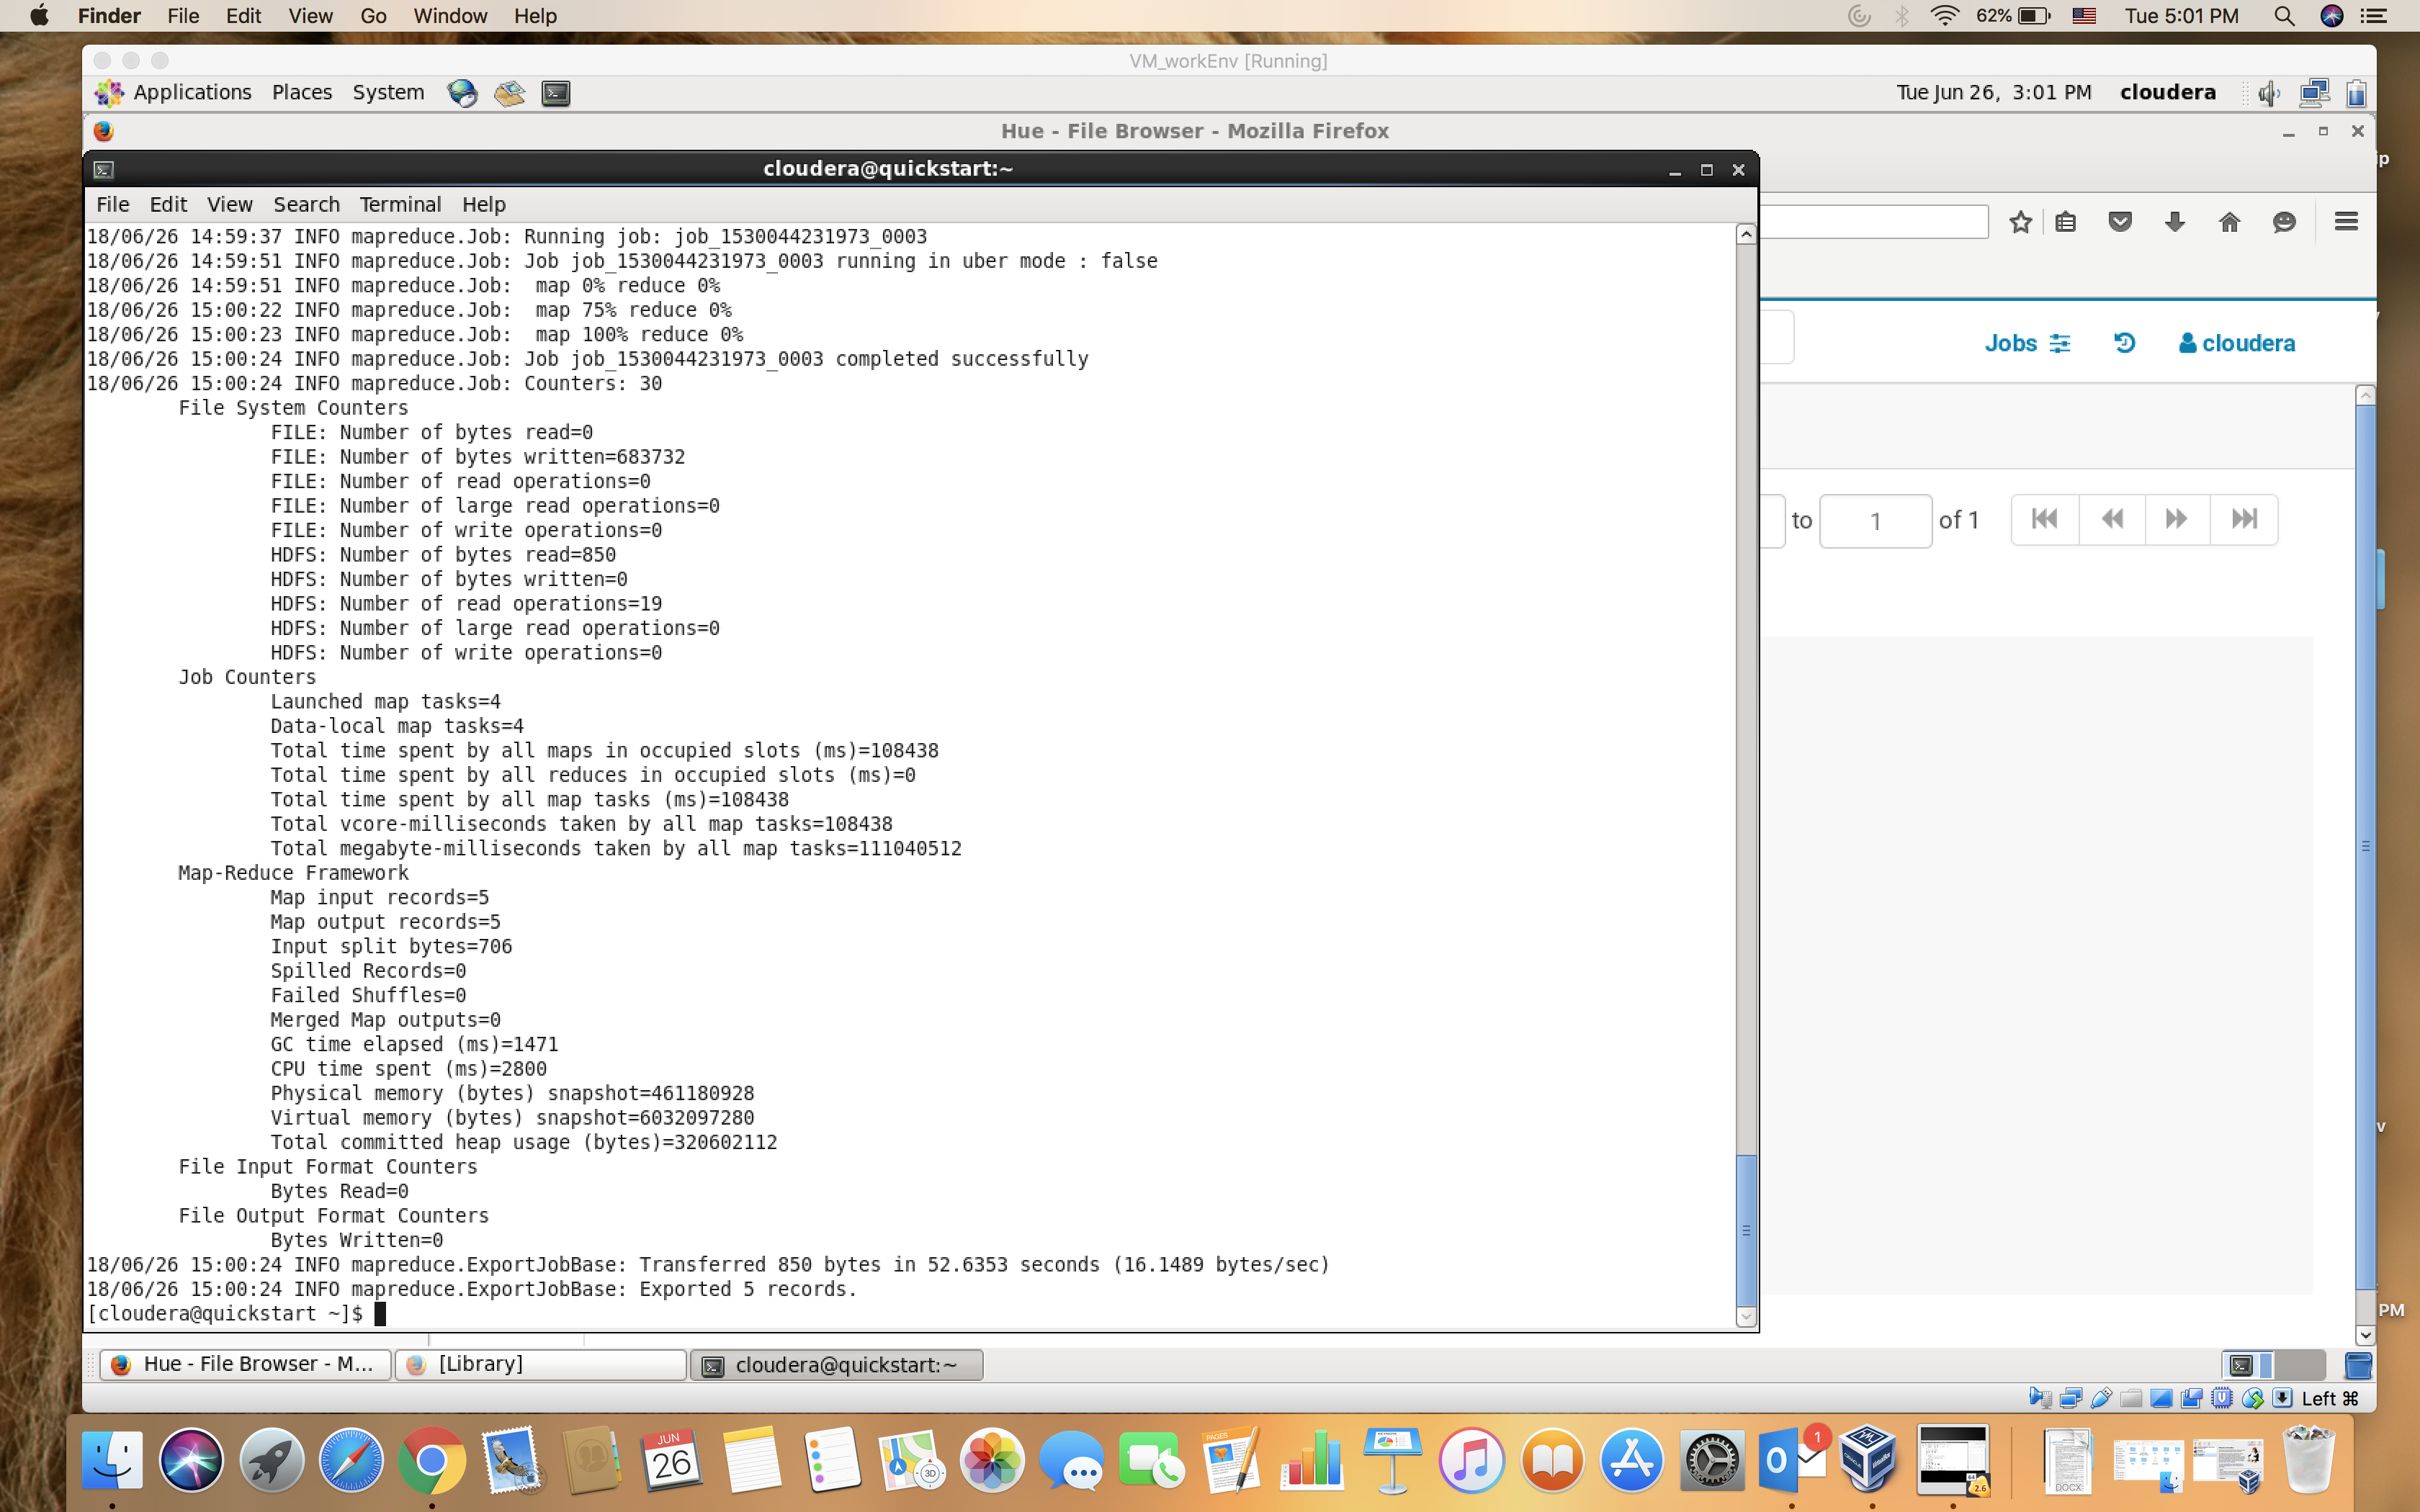 Finder File Edit View Go Window Help 62% Tue 5:01 PM
VM_workEnv [Running]
Applications Places System Tue Jun 26, 3:01 PM cloudera
Hue - File Browser - Mozilla Firefox
cloudera@quickstart:~
File Edit View Search Terminal Help
18/06/26 14:59:37 INFO mapreduce.Job: Running job: job_1530044231973_0003
18/06/26 14:59:51 INFO mapreduce.Job: Job job_1530044231973_0003 running in uber mode : false
18/06/26 14:59:51 INFO mapreduce.Job:  map 0% reduce 0%
18/06/26 15:00:22 INFO mapreduce.Job:  map 75% reduce 0%
18/06/26 15:00:23 INFO mapreduce.Job:  map 100% reduce 0%
18/06/26 15:00:24 INFO mapreduce.Job: Job job_1530044231973_0003 completed successfully
18/06/26 15:00:24 INFO mapreduce.Job: Counters: 30
File System Counters
FILE: Number of bytes read=0
FILE: Number of bytes written=683732
FILE: Number of read operations=0
FILE: Number of large read operations=0
FILE: Number of write operations=0
HDFS: Number of bytes read=850
HDFS: Number of bytes written=0
HDFS: Number of read operations=19
HDFS: Number of large read operations=0
HDFS: Number of write operations=0
Job Counters
Launched map tasks=4
Data-local map tasks=4
Total time spent by all maps in occupied slots (ms)=108438
Total time spent by all reduces in occupied slots (ms)=0
Total time spent by all map tasks (ms)=108438
Total vcore-milliseconds taken by all map tasks=108438
Total megabyte-milliseconds taken by all map tasks=111040512
Map-Reduce Framework
Map input records=5
Map output records=5
Input split bytes=706
Spilled Records=0
Failed Shuffles=0
Merged Map outputs=0
GC time elapsed (ms)=1471
CPU time spent (ms)=2800
Physical memory (bytes) snapshot=461180928
Virtual memory (bytes) snapshot=6032097280
Total committed heap usage (bytes)=320602112
File Input Format Counters
Bytes Read=0
File Output Format Counters
Bytes Written=0
18/06/26 15:00:24 INFO mapreduce.ExportJobBase: Transferred 850 bytes in 52.6353 seconds (16.1489 bytes/sec)
18/06/26 15:00:24 INFO mapreduce.ExportJobBase: Exported 5 records.
[cloudera@quickstart ~]$
Jobs cloudera
to 1 of 1
ip
v
PM
Hue - File Browser - M... [Library] cloudera@quickstart:~
Left ⌘
JUN
26
3D
PAGES
1
2.6
DOCX